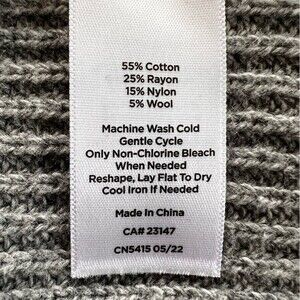 55% Cotton
25% Rayon
15% Nylon
5% Wool
Machine Wash Cold
Gentle Cycle
Only Non-Chlorine Bleach
When Needed
Reshape, Lay Flat To Dry
Cool Iron If Needed
Made In China
CA# 23147
CN5415 05/22